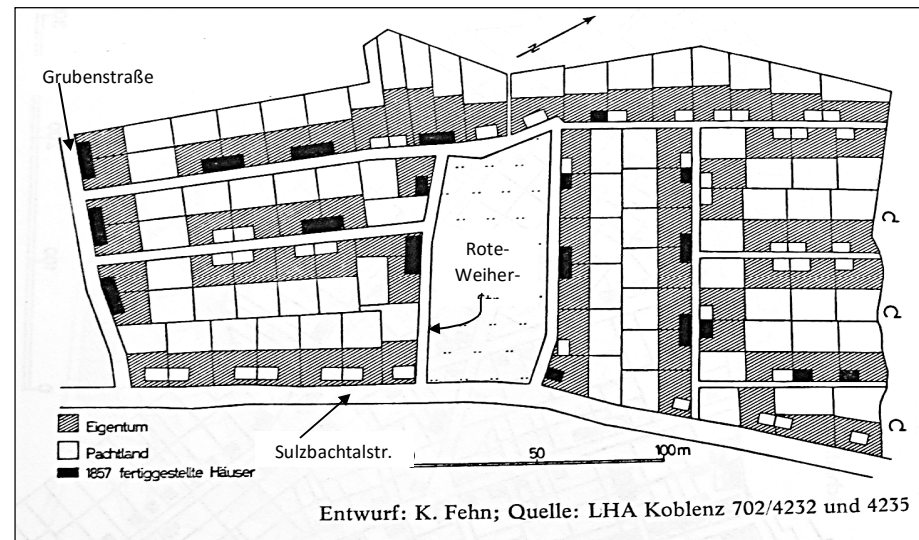 N
Grubenstraße
Rote-
Weiher-
Eigentum
Pachtland
1857 fertiggestellte Häuser
Sulzbachtalstr.
50
100 m
Entwurf: K. Fehn; Quelle: LHA Koblenz 702/4232 und 4235